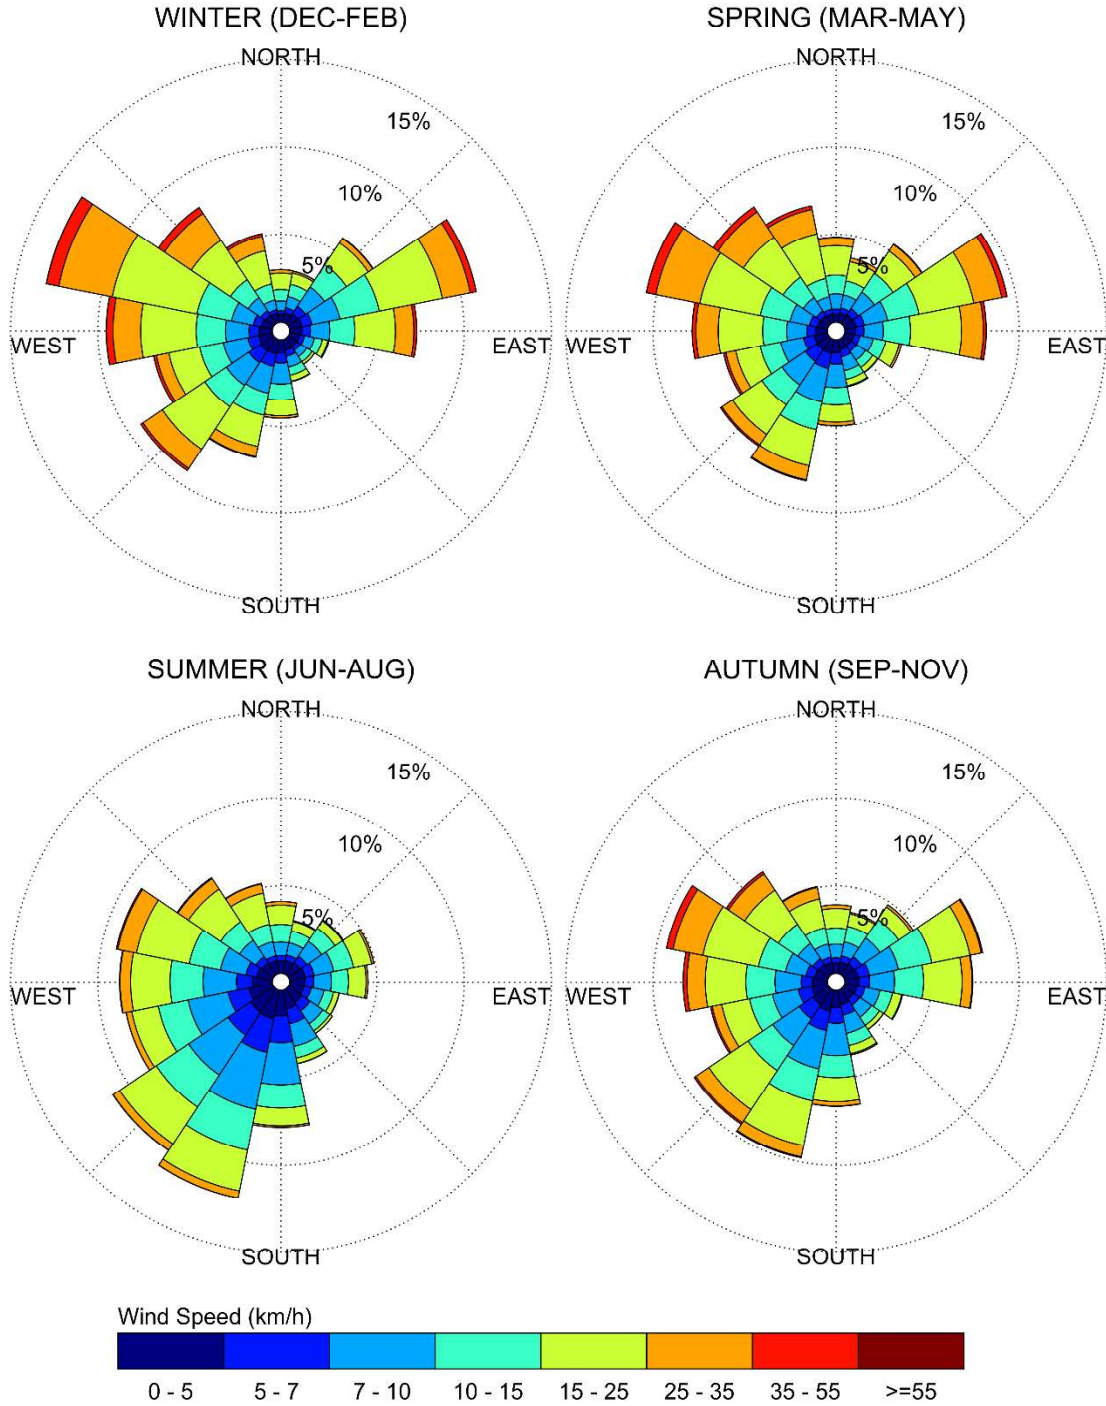 WINTER (DEC-FEB)
NORTH
15%
10%
5%
WEST
EAST
SOUTH
SPRING (MAR-MAY)
NORTH
15%
10%
5%
WEST
EAST
SOUTH
SUMMER (JUN-AUG)
NORTH
15%
10%
5%
WEST
EAST
SOUTH
AUTUMN (SEP-NOV)
NORTH
15%
10%
5%
WEST
EAST
SOUTH
Wind Speed (km/h)
0 - 5 5 - 7 7 - 10 10 - 15 15 - 25 25 - 35 35 - 55 >=55